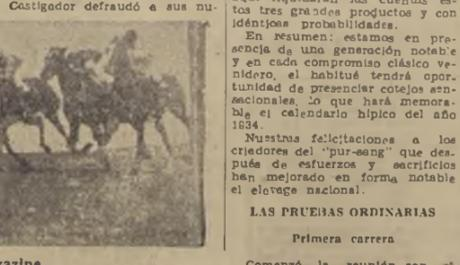 Castigador defraudó a sus nu-
tos tres grandes productos y con
idénticas probabilidades.
En resumen: estamos en pre-
sencia de una generación notable
y en cada compromiso clásico ve-
nidero, el habitué tendrá opor-
tunidad de presenciar cotejos sen-
sacionales, lo que hará memora-
ble el calendario hípico del año
1934.
Nuestras felicitaciones a los
criadores del "pur-sang" que des-
pués de esfuerzos y sacrificios
han mejorado en forma notable
el elevage nacional.
LAS PRUEBAS ORDINARIAS
Primera carrera